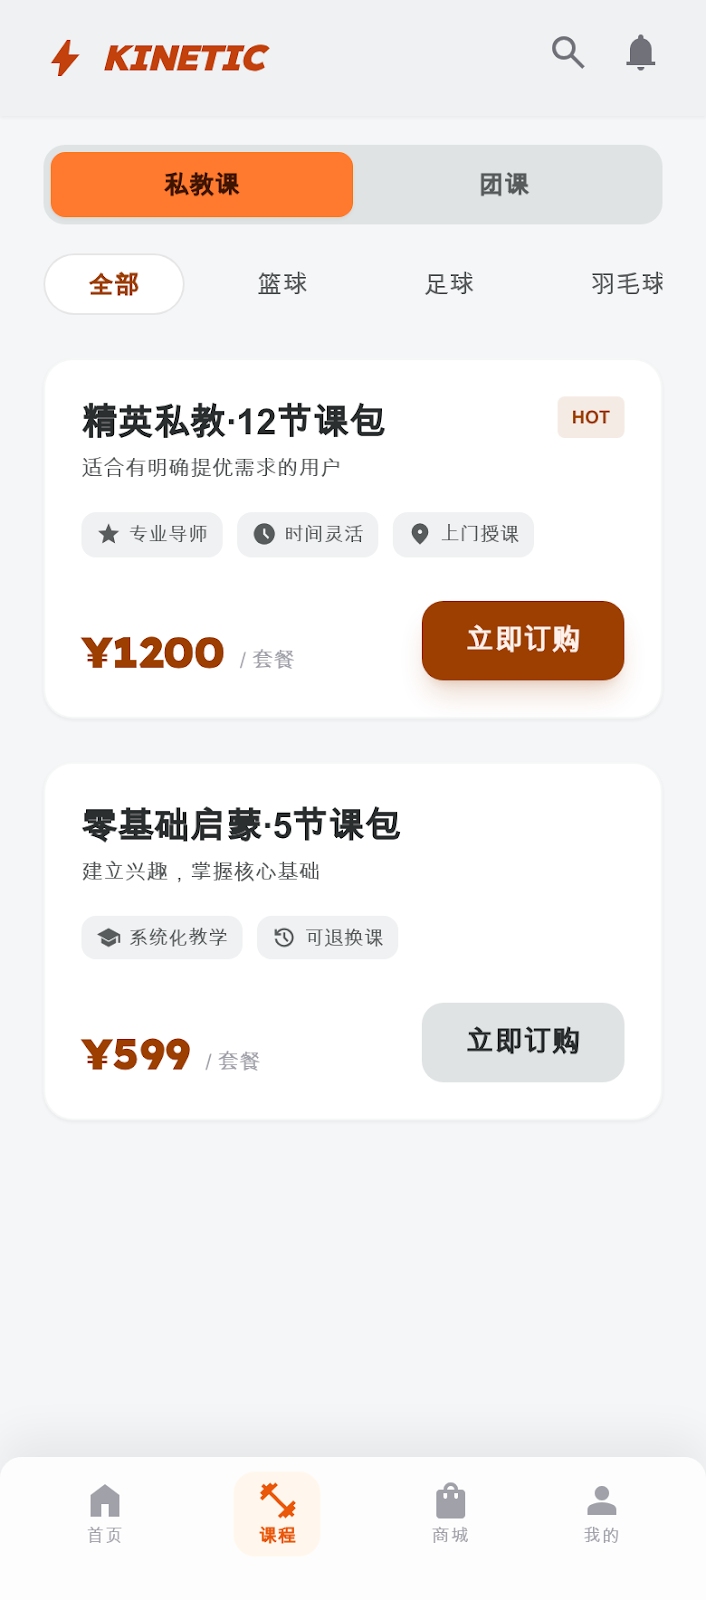 KINETIC
私教课 团课
全部 篮球 足球 羽毛球
精英私教·12节课包 HOT
适合有明确提优需求的用户
专业导师 时间灵活 上门授课
¥1200 / 套餐 立即订购
零基础启蒙·5节课包
建立兴趣，掌握核心基础
系统化教学 可退换课
¥599 / 套餐 立即订购
首页 课程 商城 我的